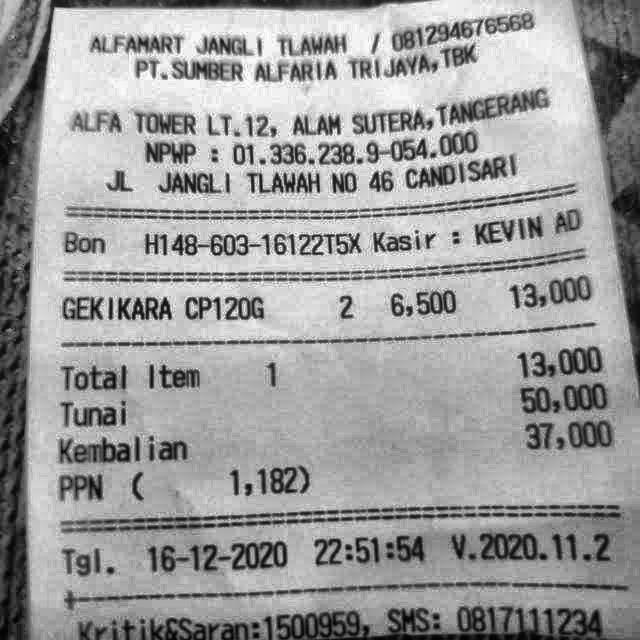 ALFAMART JANGLI TLAWAH / 081294676568
PT.SUMBER ALFARIA TRIJAYA,TBK
ALFA TOWER LT.12, ALAM SUTERA,TANGERANG
NPWP : 01.336.238.9-054.000
JL JANGLI TLAWAH NO 46 CANDISARI
Bon H148-603-16122T5X Kasir : KEVIN AD
GEKIKARA CP120G 2 6,500 13,000
Total Item 1 13,000
Tunai 50,000
Kembalian 37,000
PPN ( 1,182)
Tgl. 16-12-2020 22:51:54 V.2020.11.2
Kritik&Saran:1500959, SMS: 0817111234